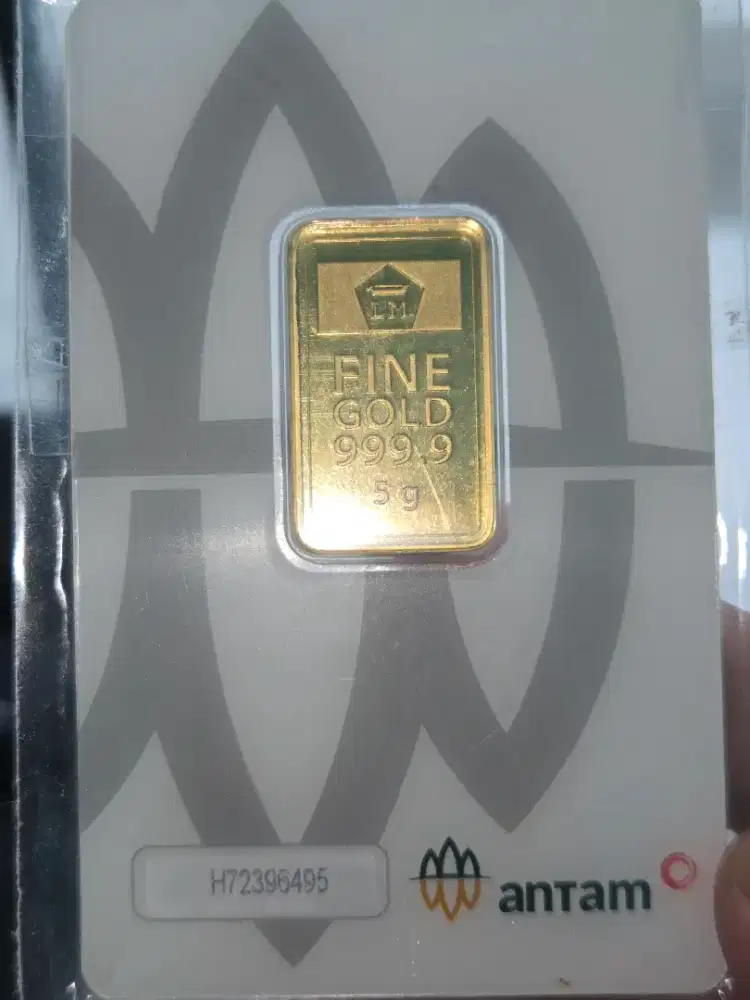 LM
FINE
GOLD
999.9
5 g
H72396495
antam